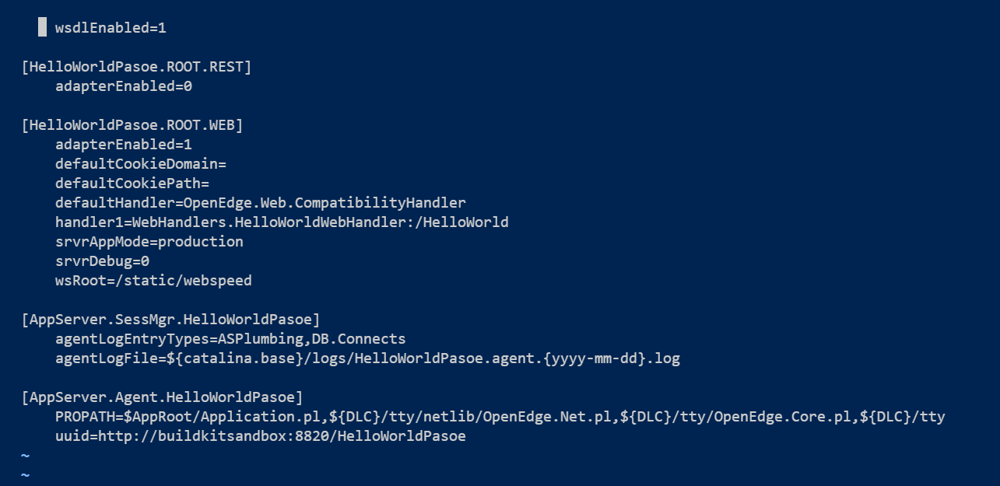 wsdlEnabled=1
[HelloWorldPasoe.ROOT.REST]
adapterEnabled=0
[HelloWorldPasoe.ROOT.WEB]
adapterEnabled=1
defaultCookieDomain=
defaultCookiePath=
defaultHandler=OpenEdge.Web.CompatibilityHandler
handler1=WebHandlers.HelloWorldWebHandler:/HelloWorld
srvrAppMode=production
srvrDebug=0
wsRoot=/static/webspeed
[AppServer.SessMgr.HelloWorldPasoe]
agentLogEntryTypes=ASPlumbing,DB.Connects
agentLogFile=${catalina.base}/logs/HelloWorldPasoe.agent.{yyyy-mm-dd}.log
[AppServer.Agent.HelloWorldPasoe]
PROPATH=$AppRoot/Application.pl,${DLC}/tty/netlib/OpenEdge.Net.pl,${DLC}/tty/OpenEdge.Core.pl,${DLC}/tty
uuid=http://buildkitsandbox:8820/HelloWorldPasoe
~
~